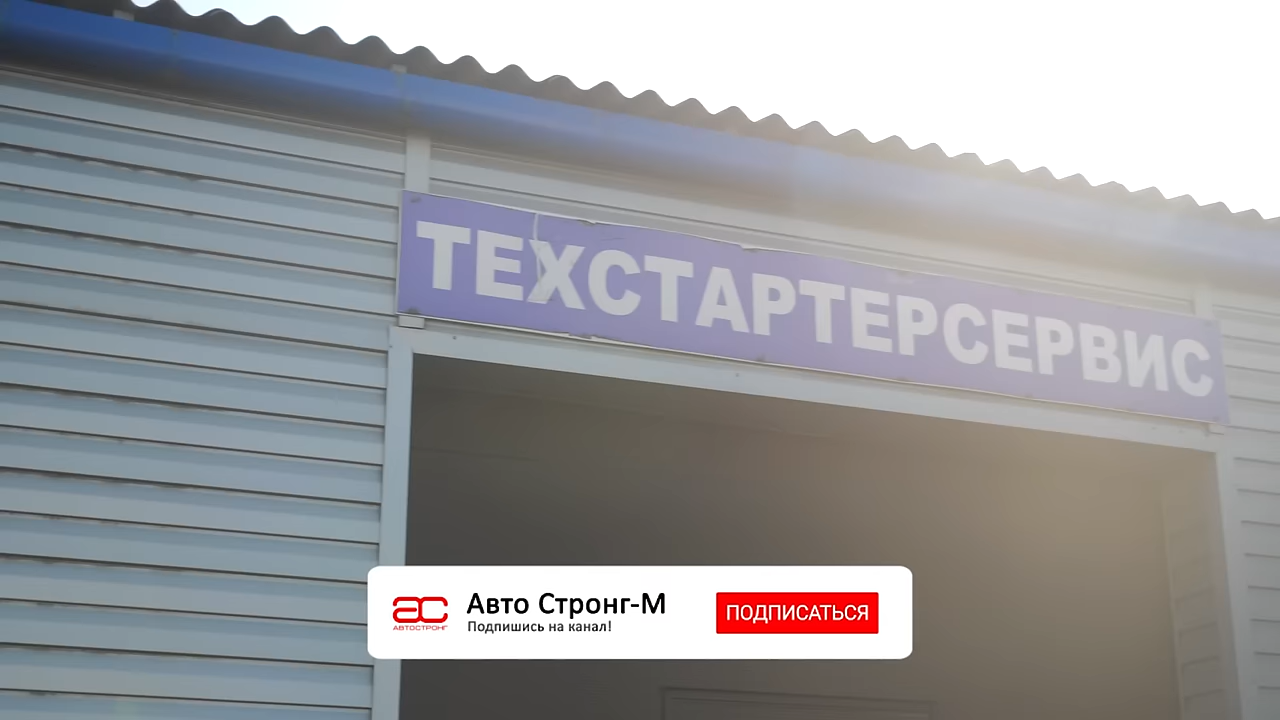 ТЕХСТАРТЕРСЕРВИС
Авто Стронг-М
Подпишись на канал!
АВТОСТРОНГ
ПОДПИСАТЬСЯ